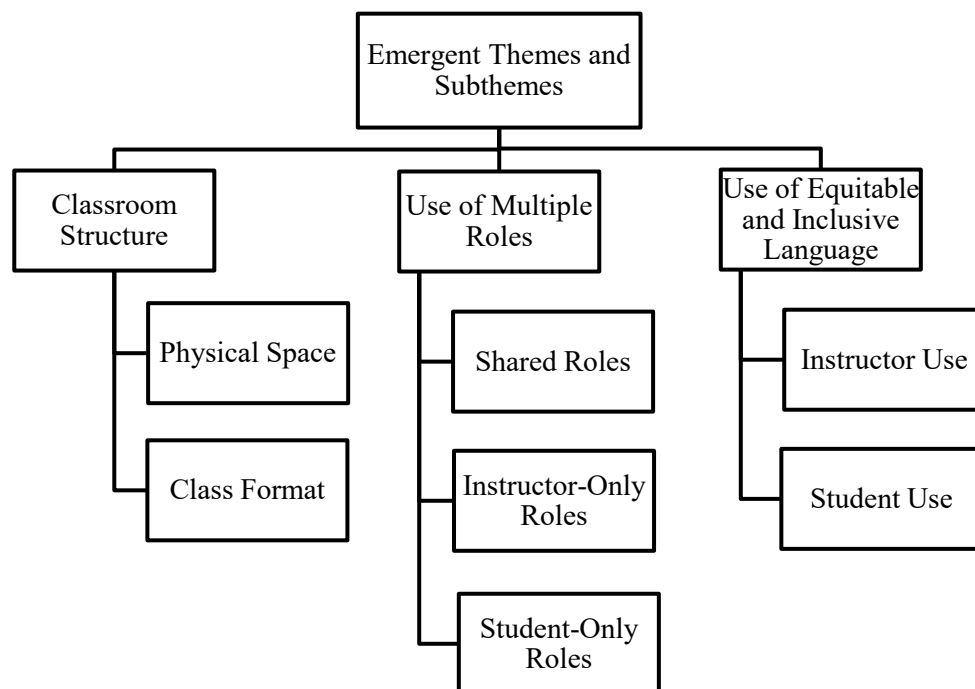 Emergent Themes and
Subthemes
Classroom
Structure
Physical Space
Class Format
Use of Multiple
Roles
Shared Roles
Instructor-Only
Roles
Student-Only
Roles
Use of Equitable
and Inclusive
Language
Instructor Use
Student Use